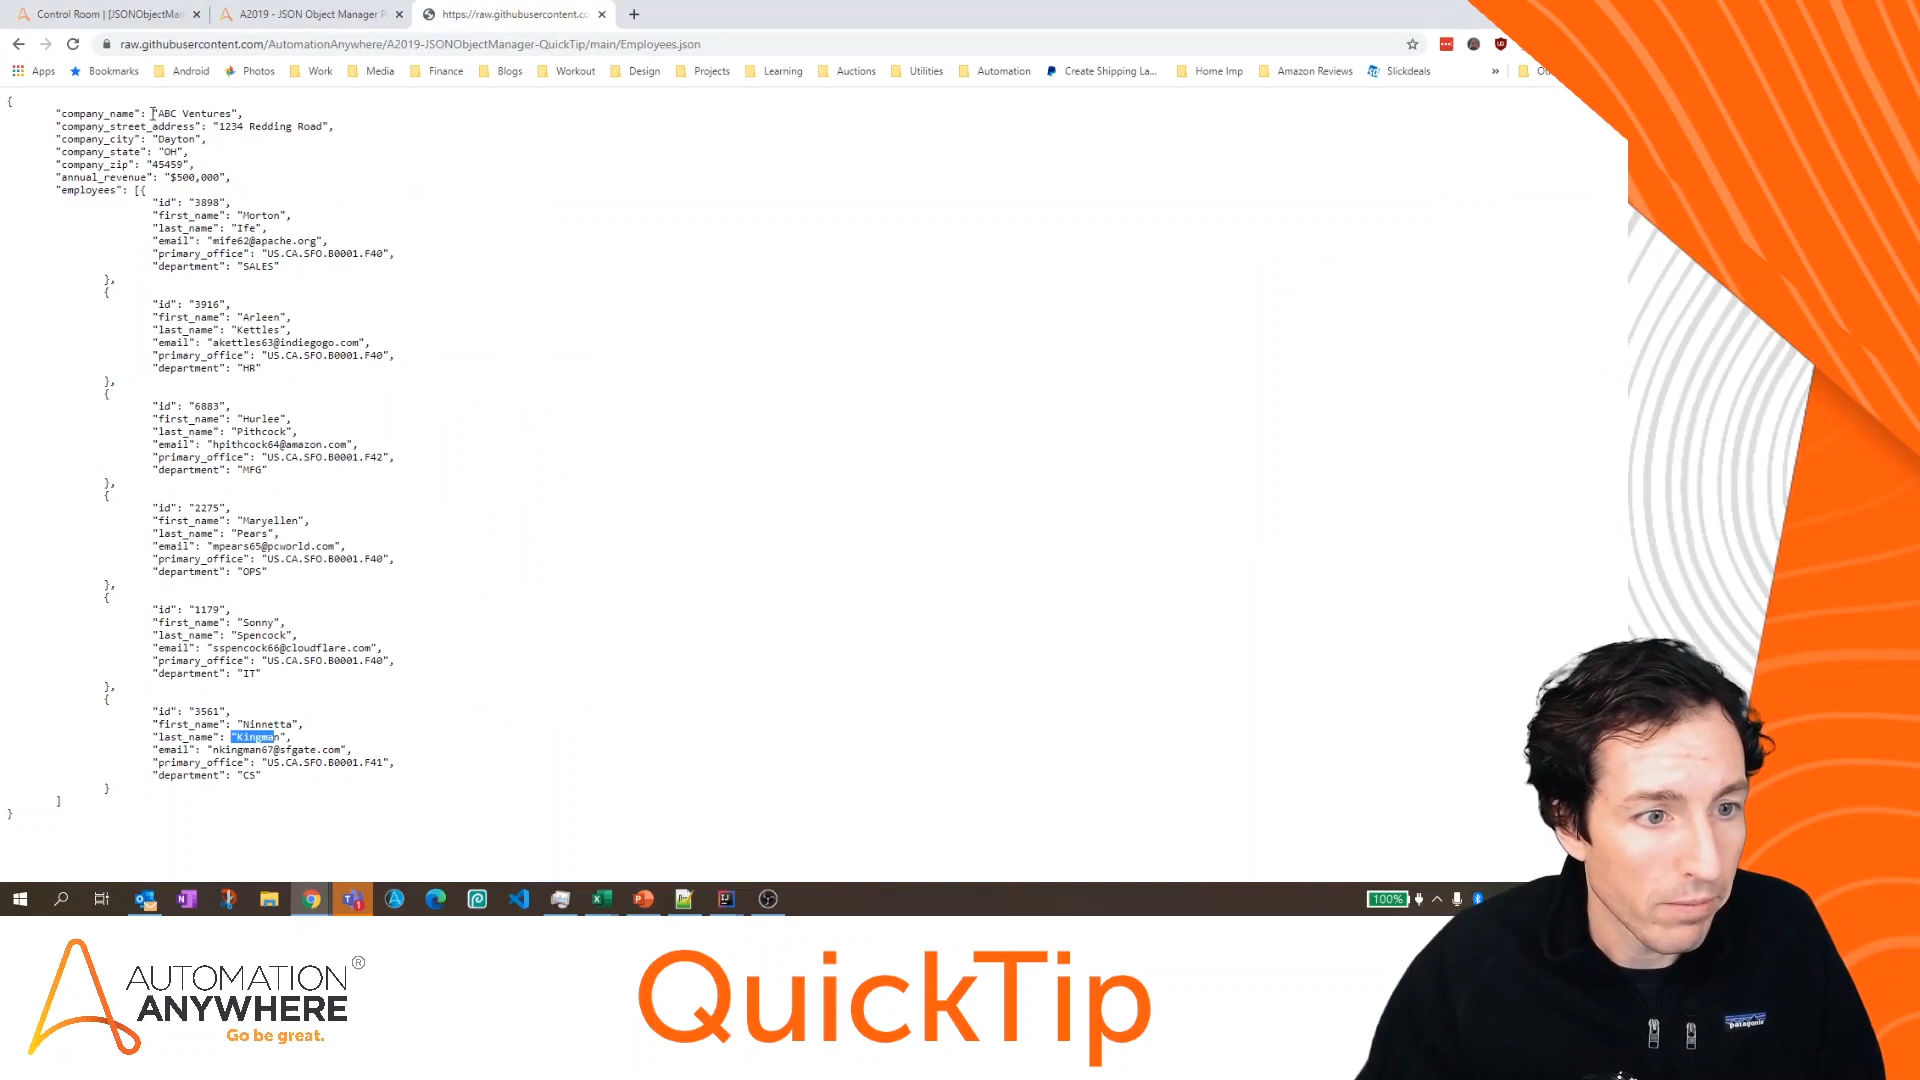 Control Room | [JSONObjectMan
A2019 - JSON Object Manager P
https://raw.githubusercontent.co
raw.githubusercontent.com/AutomationAnywhere/A2019-JSONObjectManager-QuickTip/main/Employees.json
Apps Bookmarks Android Photos Work Media Finance Blogs Workout Design Projects Learning Auctions Utilities Automation Create Shipping La... Home Imp Amazon Reviews Slickdeals » Ot
{
"company_name": "ABC Ventures",
"company_street_address": "1234 Redding Road",
"company_city": "Dayton",
"company_state": "OH",
"company_zip": "45459",
"annual_revenue": "$500,000",
"employees": [{
"id": "3898",
"first_name": "Morton",
"last_name": "Ife",
"email": "mife62@apache.org",
"primary_office": "US.CA.SFO.B0001.F40",
"department": "SALES"
},
{
"id": "3916",
"first_name": "Arleen",
"last_name": "Kettles",
"email": "akettles63@indiegogo.com",
"primary_office": "US.CA.SFO.B0001.F40",
"department": "HR"
},
{
"id": "6883",
"first_name": "Hurlee",
"last_name": "Pithcock",
"email": "hpithcock64@amazon.com",
"primary_office": "US.CA.SFO.B0001.F42",
"department": "MFG"
},
{
"id": "2275",
"first_name": "Maryellen",
"last_name": "Pears",
"email": "mpears65@pcworld.com",
"primary_office": "US.CA.SFO.B0001.F40",
"department": "OPS"
},
{
"id": "1179",
"first_name": "Sonny",
"last_name": "Spencock",
"email": "sspencock66@cloudflare.com",
"primary_office": "US.CA.SFO.B0001.F40",
"department": "IT"
},
{
"id": "3561",
"first_name": "Ninnetta",
"last_name": "Kingman",
"email": "nkingman67@sfgate.com",
"primary_office": "US.CA.SFO.B0001.F41",
"department": "CS"
}
]
}
100%
AUTOMATION ®
ANYWHERE
Go be great.
QuickTip
patagonia